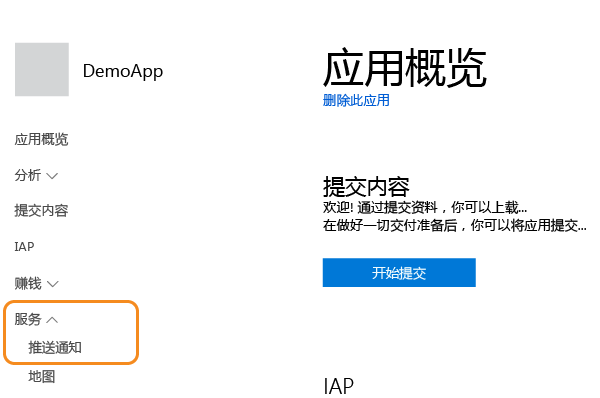 DemoApp
应用概览
分析
提交内容
IAP
赚钱
服务
推送通知
地图
应用概览
删除此应用
提交内容
欢迎! 通过提交资料，你可以上载...
在做好一切交付准备后，你可以将应用提交...
开始提交
IAP